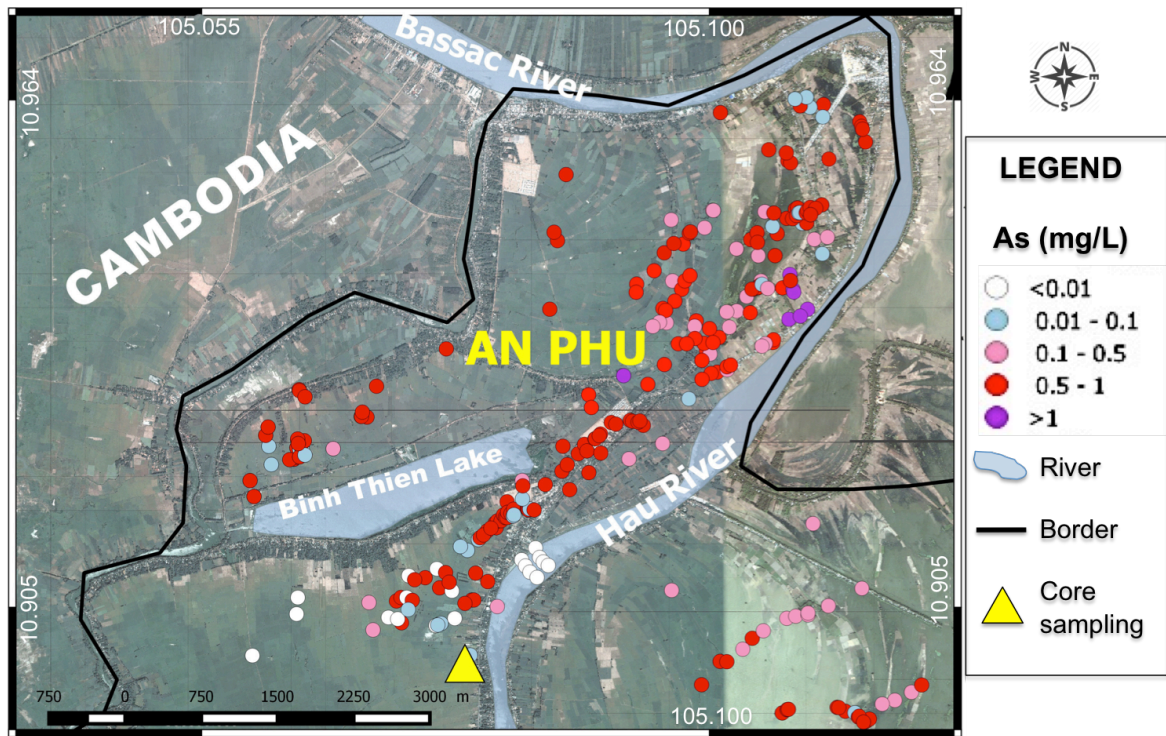 105.055
105.100
10.964
10.964
Bassac River
CAMBODIA
AN PHU
Binh Thien Lake
Hau River
10.905
10.905
750 0 750 1500 2250 3000 m
105.100
N
W
E
S
LEGEND
As (mg/L)
<0.01
0.01 - 0.1
0.1 - 0.5
0.5 - 1
>1
River
Border
Core
sampling